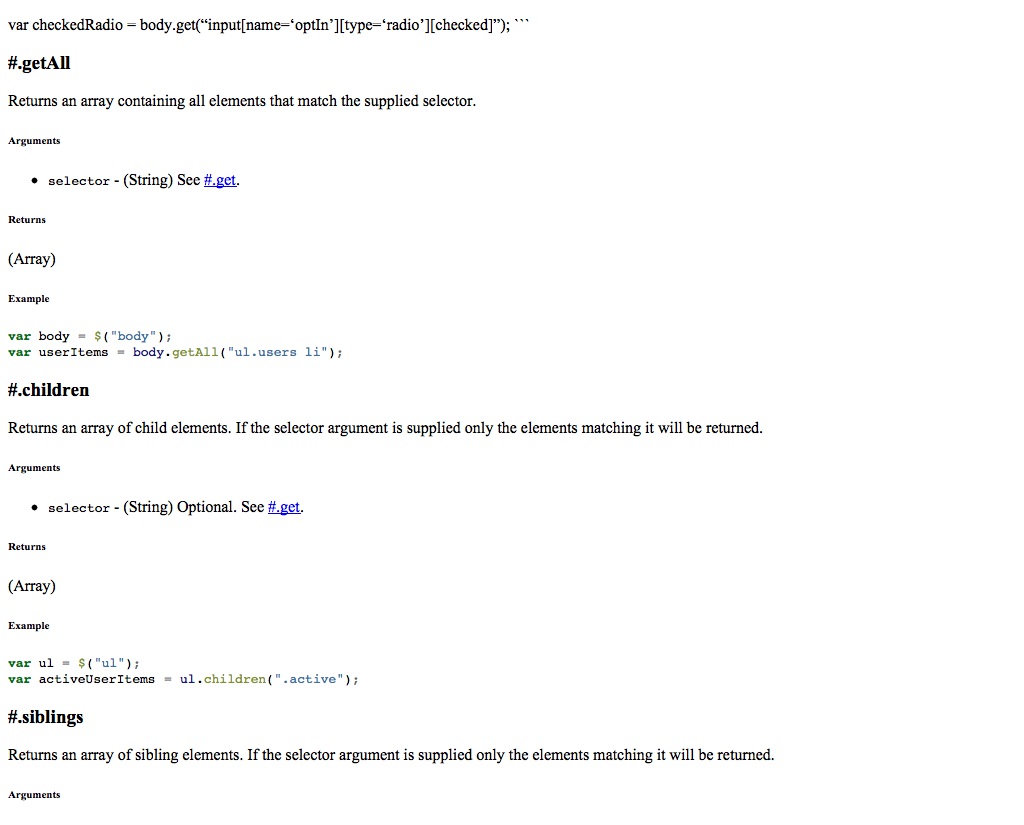 var checkedRadio = body.get(“input[name=‘optIn’][type=‘radio’][checked]”); ```
#.getAll
Returns an array containing all elements that match the supplied selector.
Arguments
• selector - (String) See #.get.
Returns
(Array)
Example
var body = $("body");
var userItems = body.getAll("ul.users li");
#.children
Returns an array of child elements. If the selector argument is supplied only the elements matching it will be returned.
Arguments
• selector - (String) Optional. See #.get.
Returns
(Array)
Example
var ul = $("ul");
var activeUserItems = ul.children(".active");
#.siblings
Returns an array of sibling elements. If the selector argument is supplied only the elements matching it will be returned.
Arguments